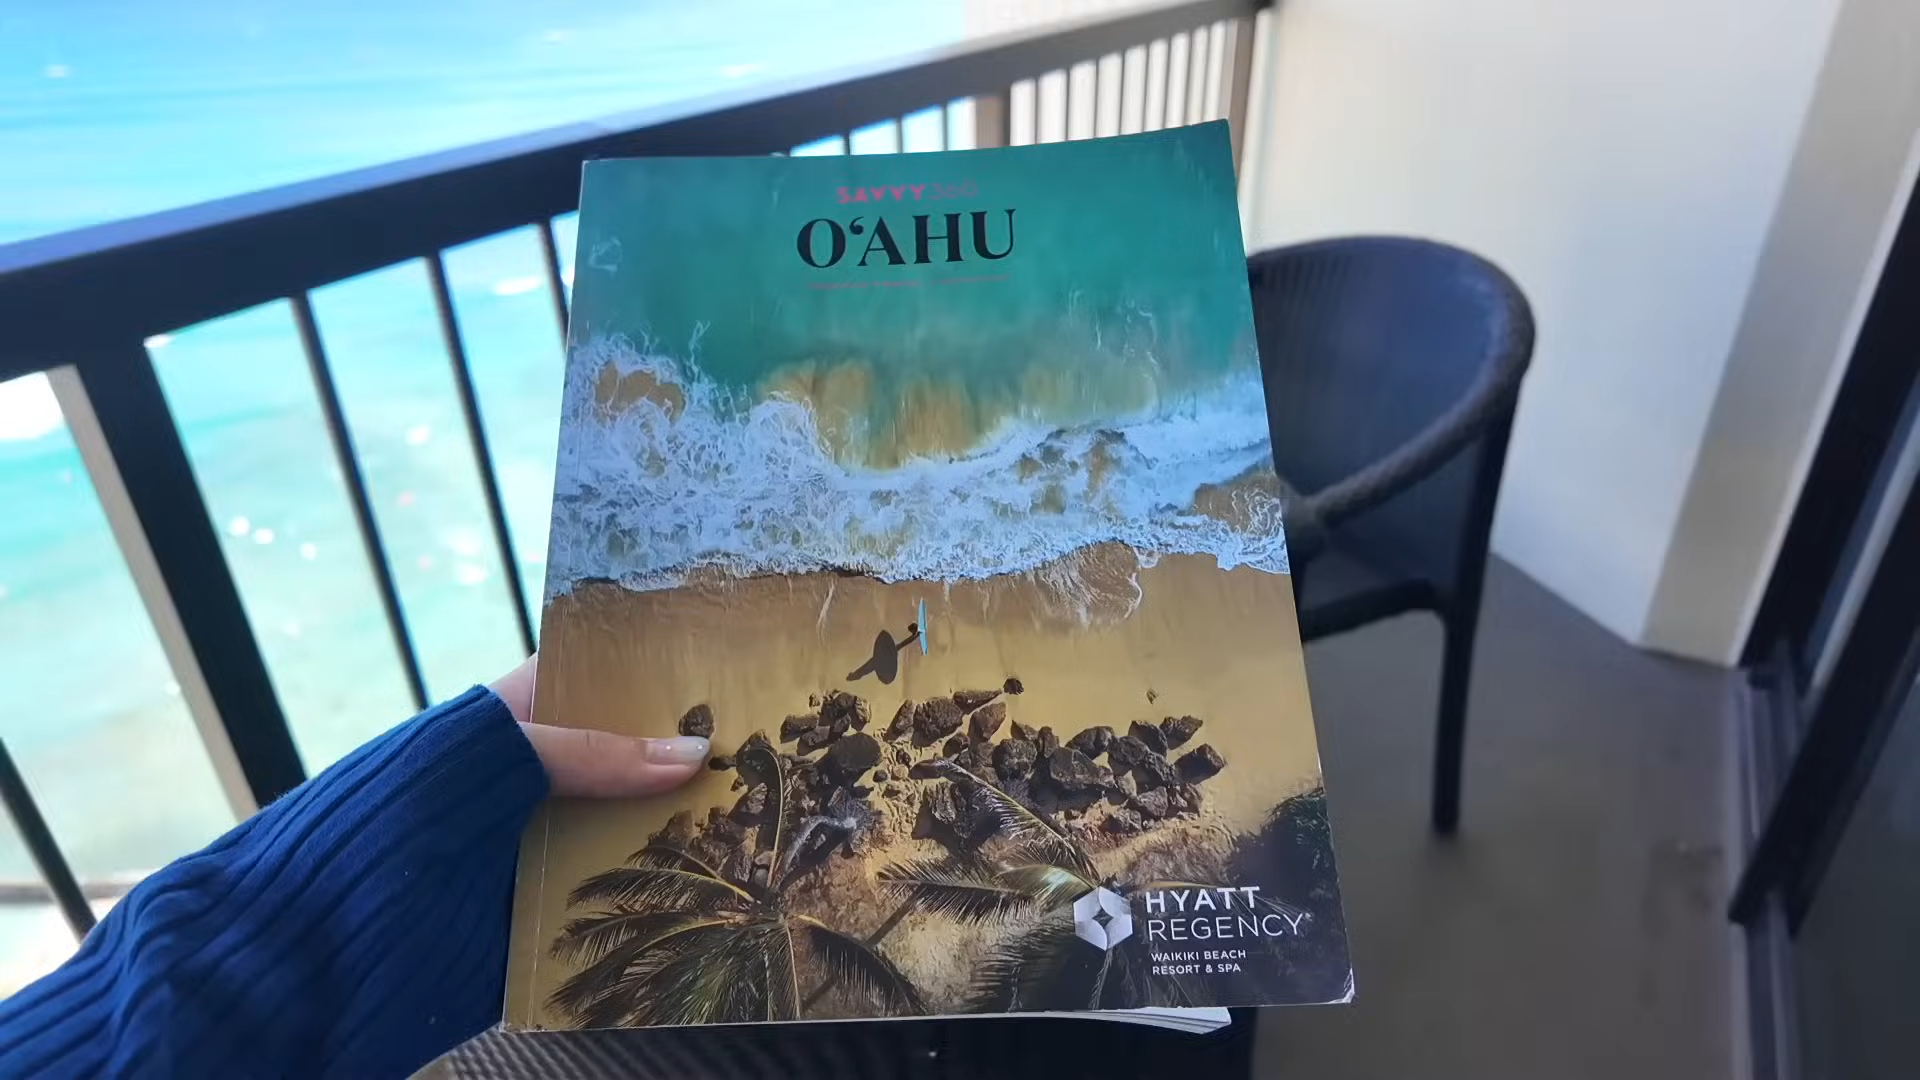 SAVVY360
OʻAHU
HYATT
REGENCY®
WAIKIKI BEACH
RESORT & SPA